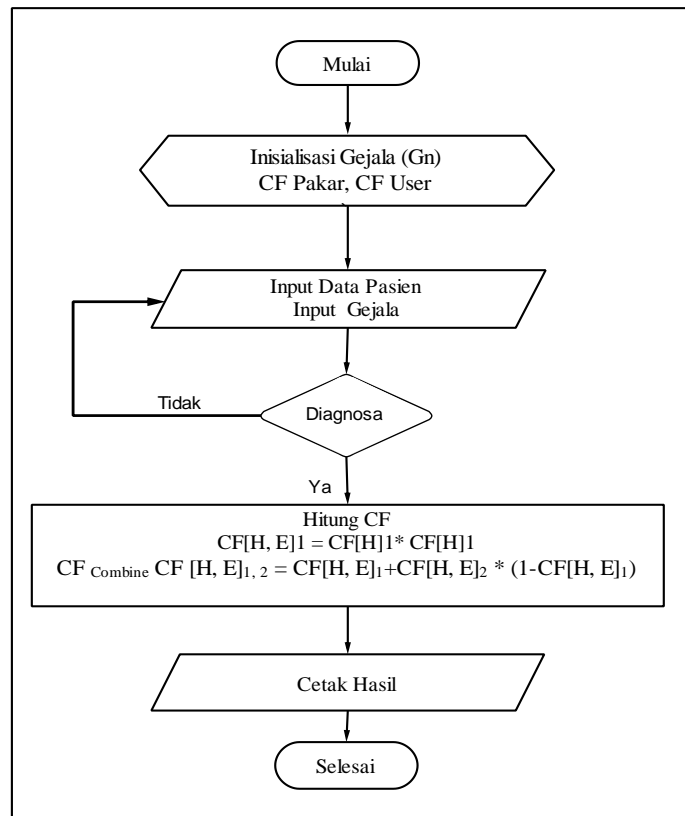 Mulai
Inisialisasi Gejala (Gn)
CF Pakar, CF User
Input Data Pasien
Input Gejala
Tidak
Diagnosa
Ya
Hitung CF
CF[H, E]1 = CF[H]1* CF[H]1
CF Combine CF [H, E]1, 2 = CF[H, E]1+CF[H, E]2 * (1-CF[H, E]1)
Cetak Hasil
Selesai